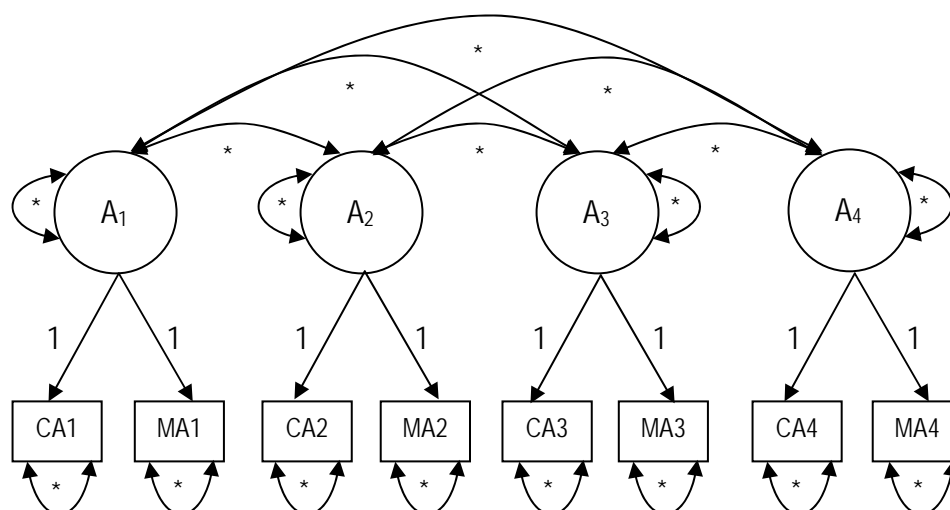 *
* *
* * *
* A₁ * A₂ A₃ * A₄ *
1 1 1 1 1 1 1 1
CA1 MA1 CA2 MA2 CA3 MA3 CA4 MA4
* * * * * * * *